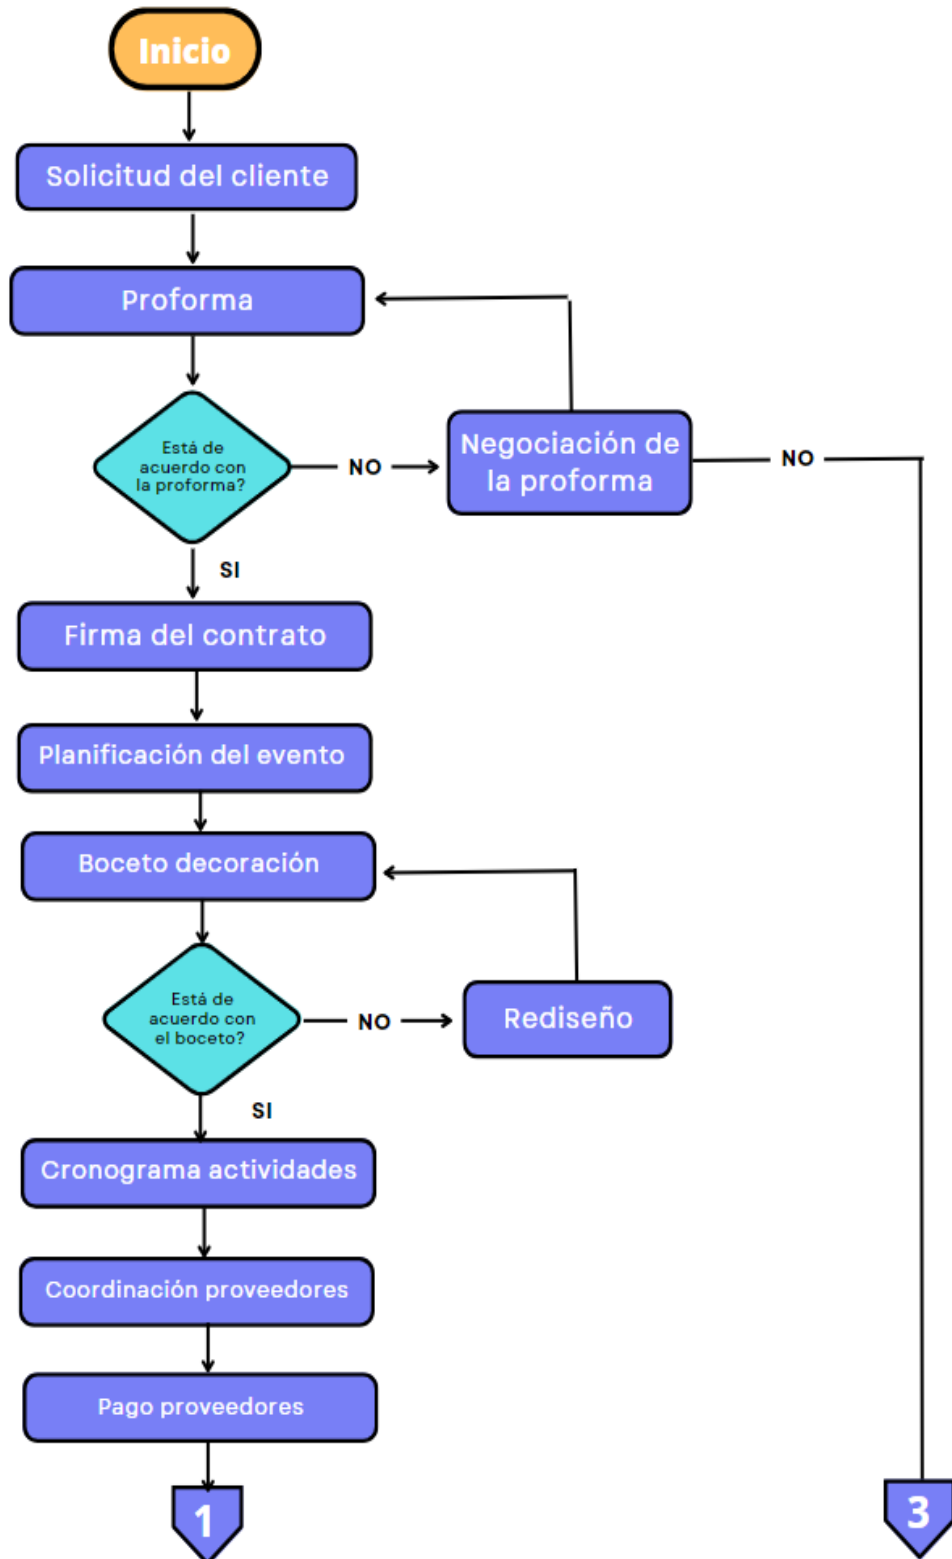 Inicio
Solicitud del cliente
Proforma
Está de
acuerdo con
la proforma?
NO
Negociación de
la proforma
NO
SI
Firma del contrato
Planificación del evento
Boceto decoración
Está de
acuerdo con
el boceto?
NO
Rediseño
SI
Cronograma actividades
Coordinación proveedores
Pago proveedores
1
3